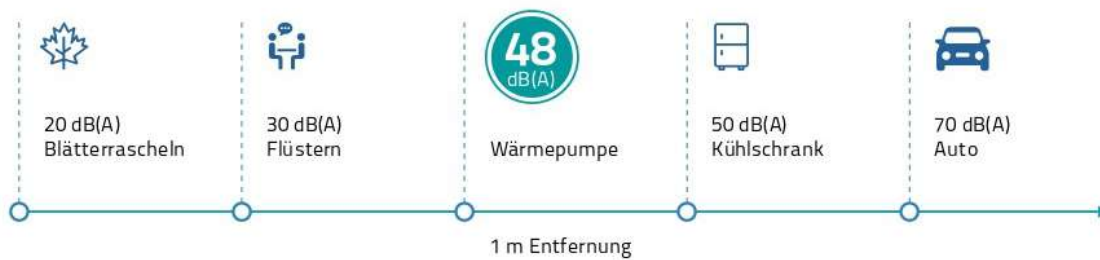 20 dB(A)
Blätterrascheln
30 dB(A)
Flüstern
48
dB(A)
Wärmepumpe
50 dB(A)
Kühlschrank
70 dB(A)
Auto
1 m Entfernung